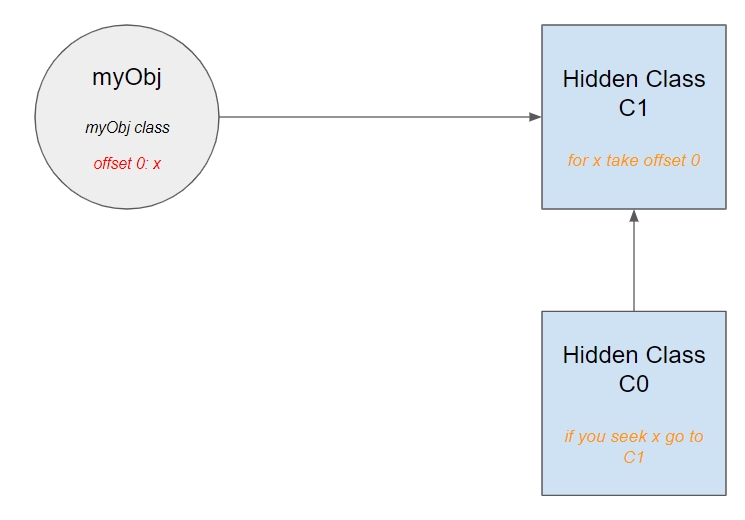 myObj
myObj class
offset 0: x
Hidden Class
C1
for x take offset 0
Hidden Class
C0
if you seek x go to
C1